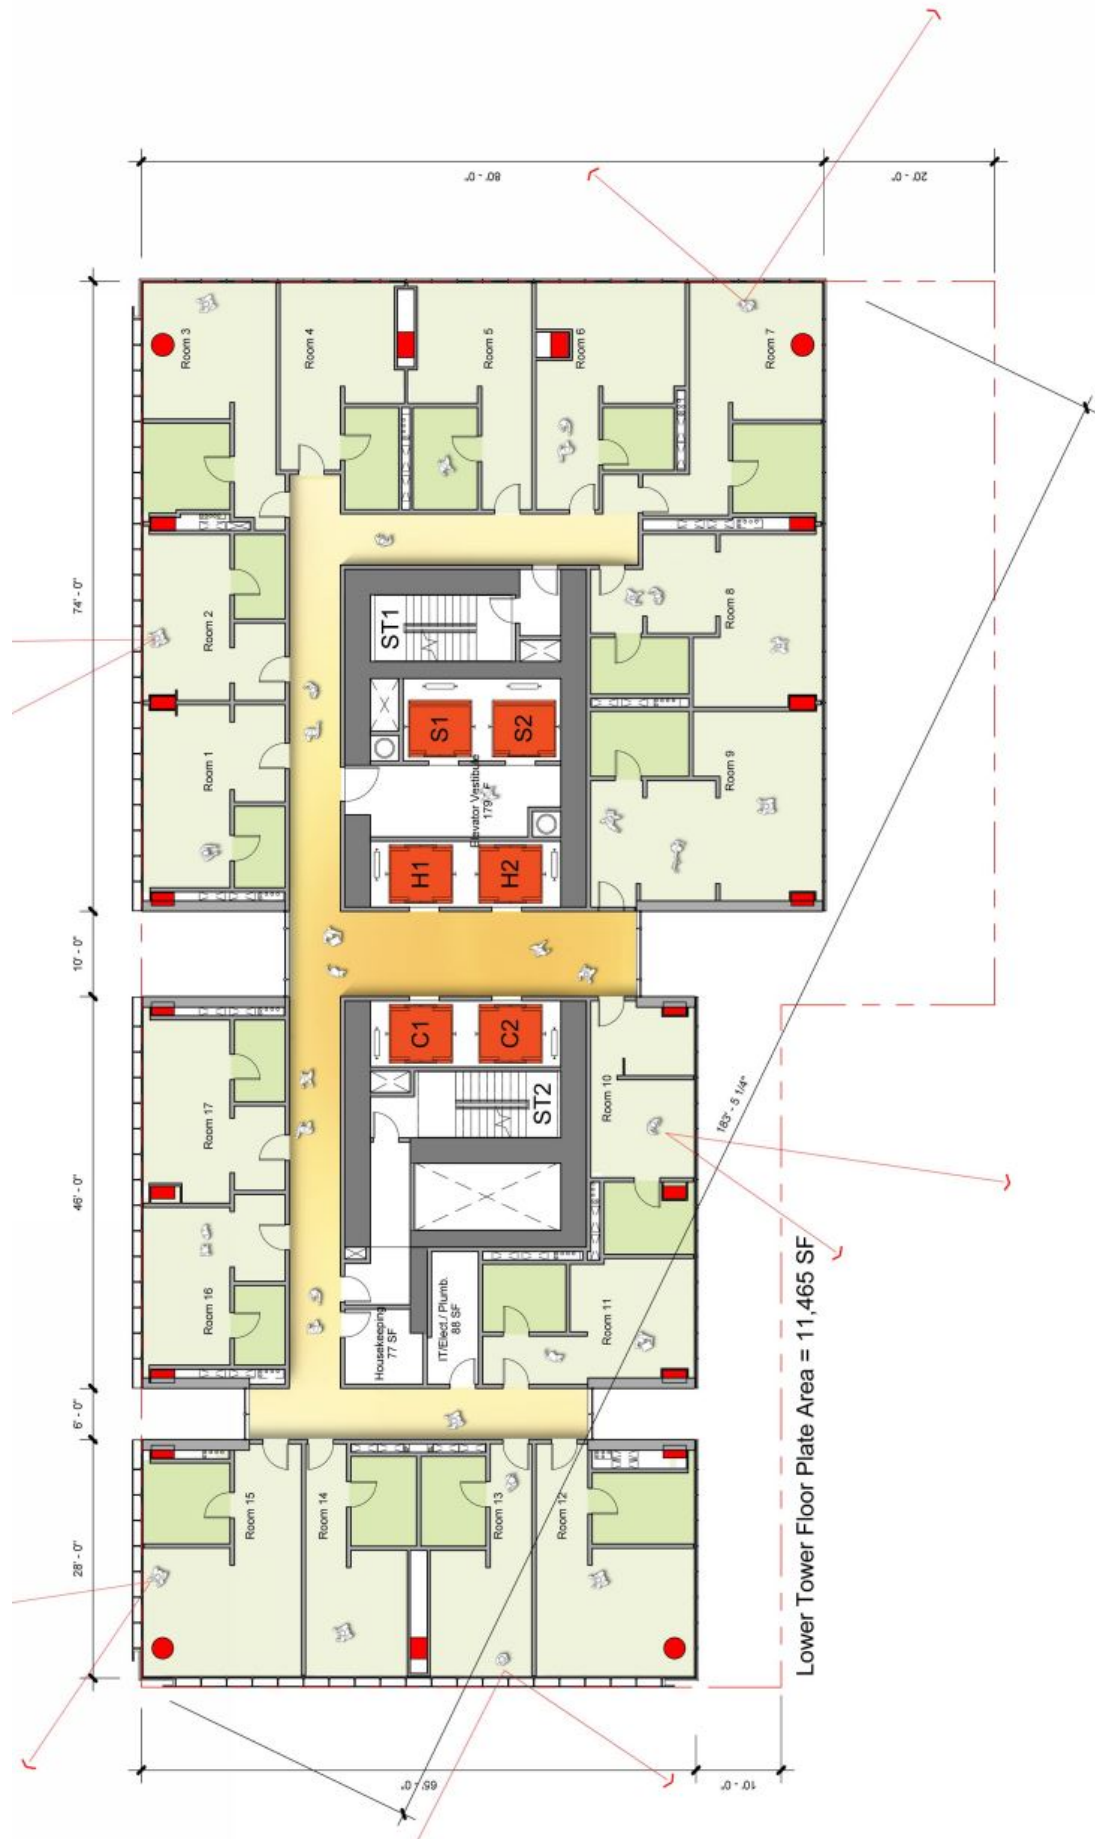 80' - 0"
20' - 0"
74' - 0"
Room 3
Room 4
Room 5
Room 6
Room 7
Room 2
Room 8
ST1
Room 1
S1
S2
Elevator Vestibule
Room 9
H1
H2
10' - 0"
C1
C2
Room 17
ST2
Room 10
183' - 5 1/4"
46' - 0"
Room 16
Housekeeping
77 SF
IT/Elect./ Plumb.
88 SF
Room 11
6' - 0"
Room 15
Room 14
Room 13
Room 12
28' - 0"
Lower Tower Floor Plate Area = 11,465 SF
65' - 0"
10' - 0"